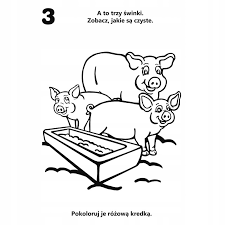 3
A to trzy świnki.
Zobacz, jakie są czyste.
Pokoloruj je różową kredką.